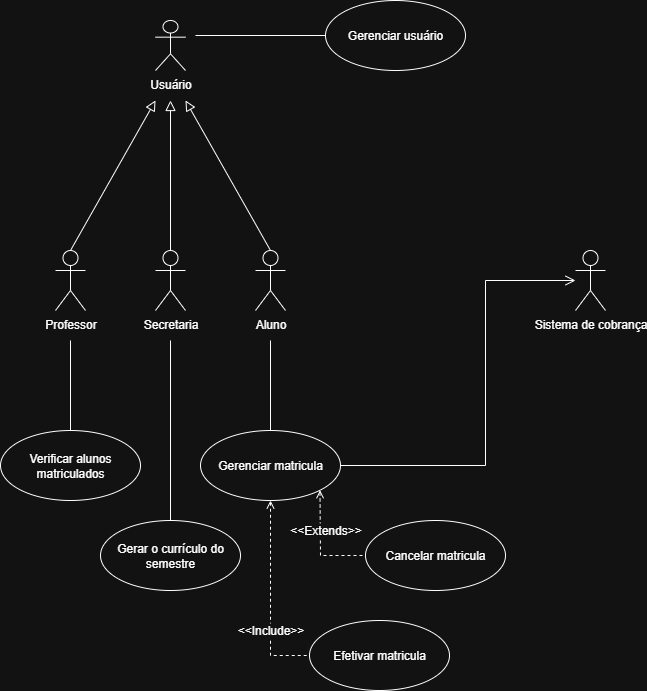 Gerenciar usuário
Usuário
Professor
Secretaria
Aluno
Sistema de cobrança
Verificar alunos
matriculados
Gerenciar matricula
<<Extends>>
Gerar o currículo do
semestre
Cancelar matricula
<<Include>>
Efetivar matricula